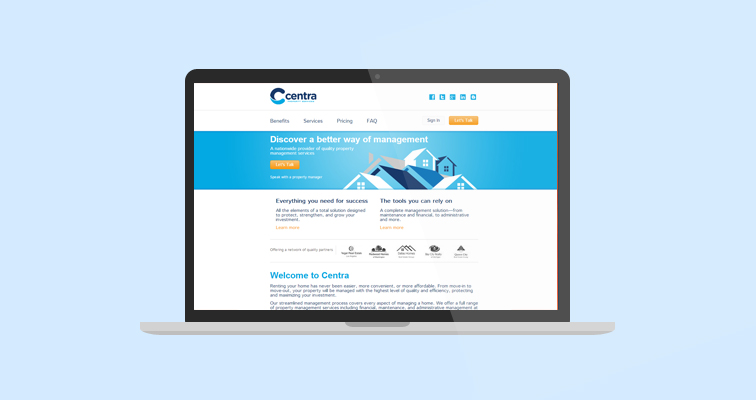 centra
Benefits Services Pricing FAQ Sign in Let's Talk
Discover a better way of management
A nationwide provider of quality property
management services
Let's Talk
Speak with a property manager
Everything you need for success
All the elements of a total solution designed
to protect, strengthen, and grow your
investment.
Learn more
The tools you can rely on
A complete management solution—from
maintenance and financial, to administrative
and more.
Learn more
Offering a network of quality partners
Welcome to Centra
Renting your home has never been easier, more convenient, or more affordable. From move-in to
move-out, your property will be managed with the highest level of quality and efficiency, protecting
and maximizing your investment.
Our streamlined management process covers every aspect of managing a home. We offer a full range
of property management services including financial, maintenance, and administrative management at